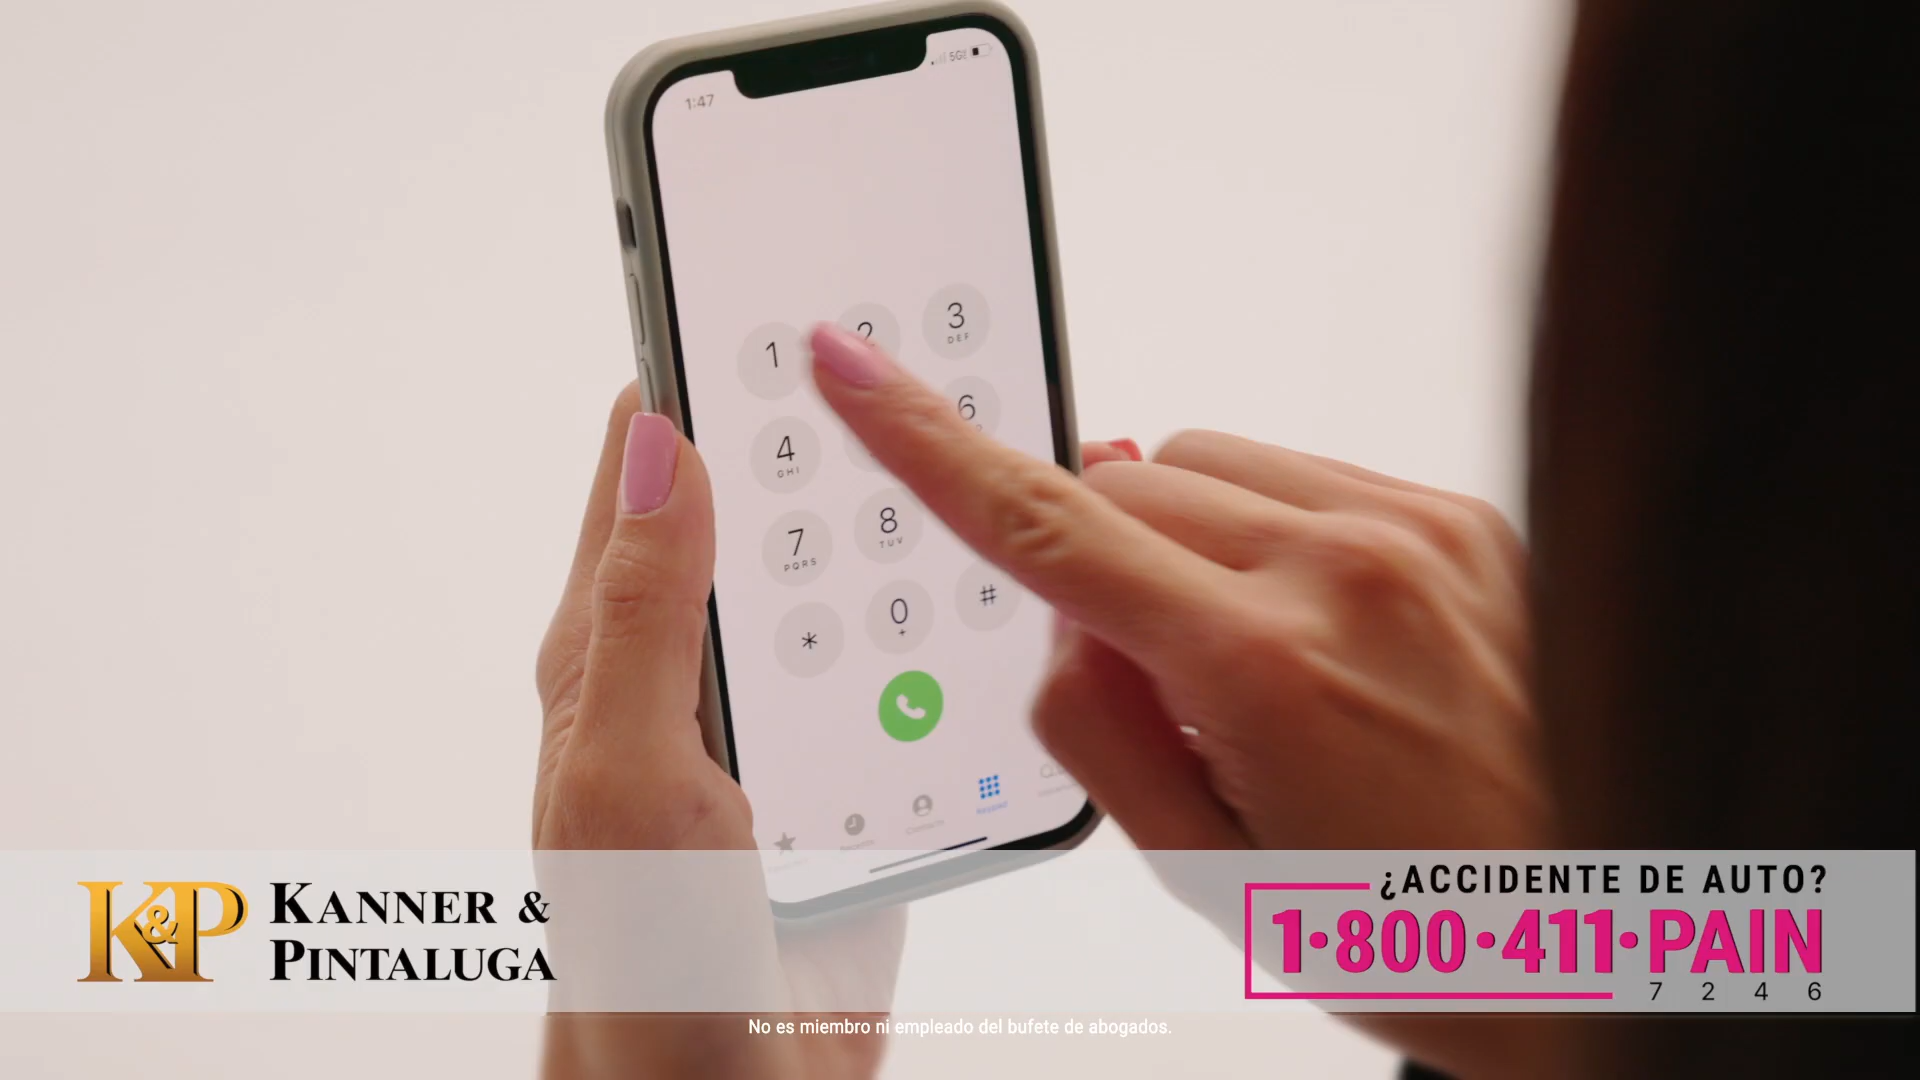 1:47
5G
1
2
3
DEF
4
GHI
6
7
PQRS
8
TUV
*
0
+
#
Keypad
K&P
KANNER &
PINTALUGA
¿ACCIDENTE DE AUTO?
1·800·411·PAIN
7 2 4 6
No es miembro ni empleado del bufete de abogados.